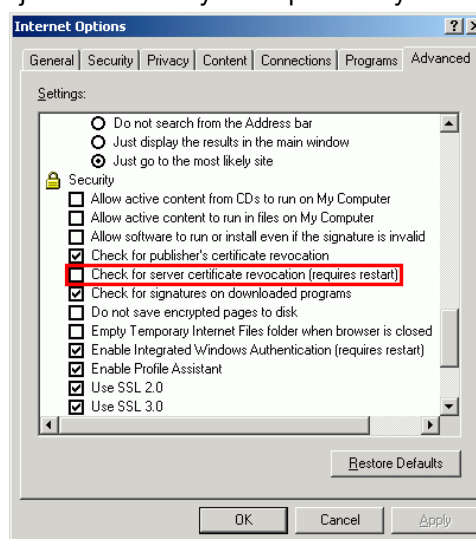 Internet Options
General Security Privacy Content Connections Programs Advanced
Settings:
Do not search from the Address bar
Just display the results in the main window
Just go to the most likely site
Security
Allow active content from CDs to run on My Computer
Allow active content to run in files on My Computer
Allow software to run or install even if the signature is invalid
Check for publisher's certificate revocation
Check for server certificate revocation (requires restart)
Check for signatures on downloaded programs
Do not save encrypted pages to disk
Empty Temporary Internet Files folder when browser is closed
Enable Integrated Windows Authentication (requires restart)
Enable Profile Assistant
Use SSL 2.0
Use SSL 3.0
Restore Defaults
OK Cancel Apply